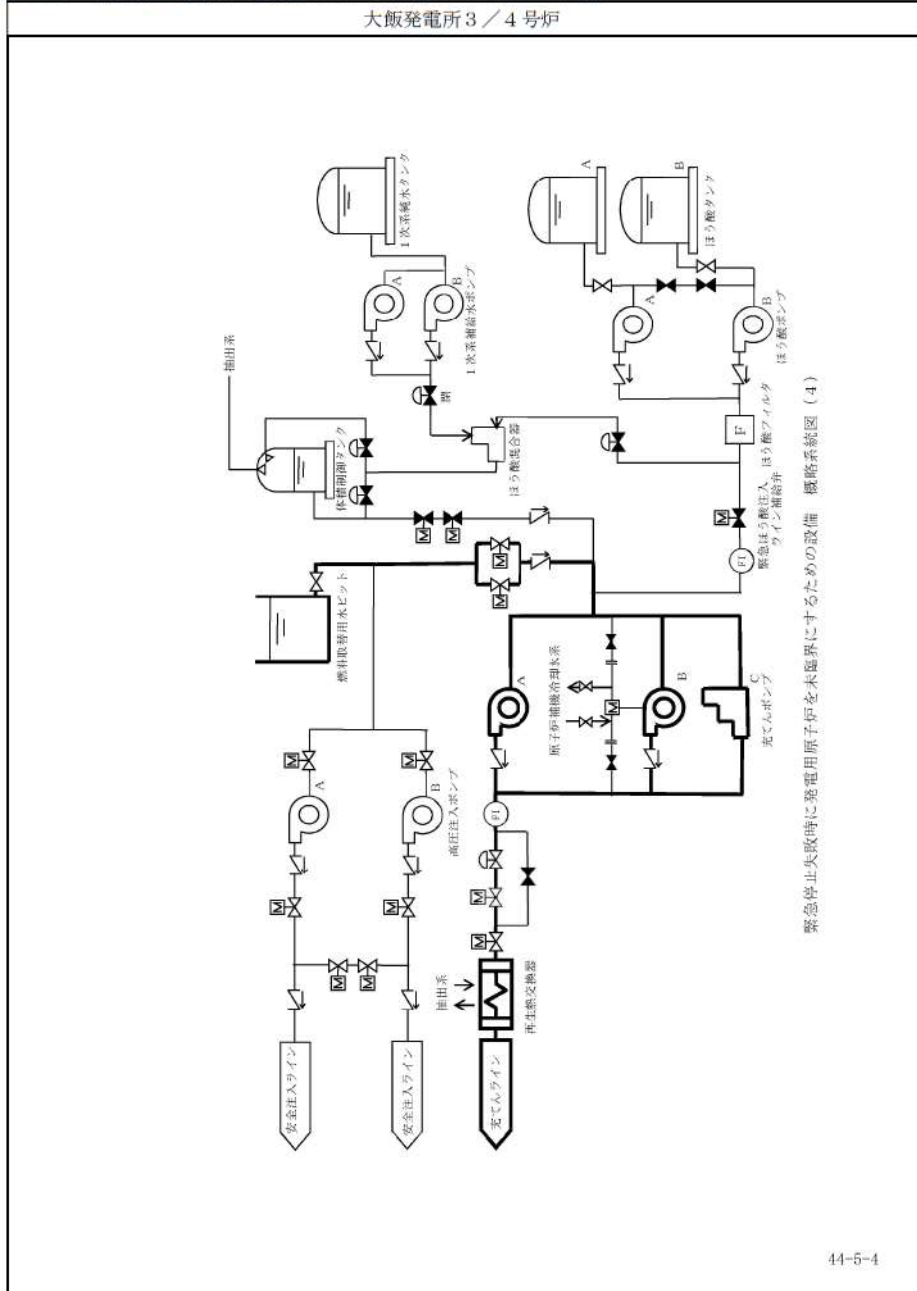 大飯発電所3／4号炉
抽出系
1次系純水タンク
A
B
1次系補給水ポンプ
閉
体積制御タンク
ほう酸混合器
A
B
ほう酸タンク
A
B
ほう酸ポンプ
F
ほう酸フィルタ
M
緊急ほう酸注入ライン補給弁
FI
燃料取替用水ピット
M
M
M
M
原子炉補機冷却水系
M
A
B
C
充てんポンプ
M
M
A
B
高圧注入ポンプ
M
M
M
M
FI
M
M
抽出系
再生熱交換器
安全注入ライン
安全注入ライン
充てんライン
緊急停止失敗時に発電用原子炉を未臨界にするための設備　概略系統図（4）
44-5-4